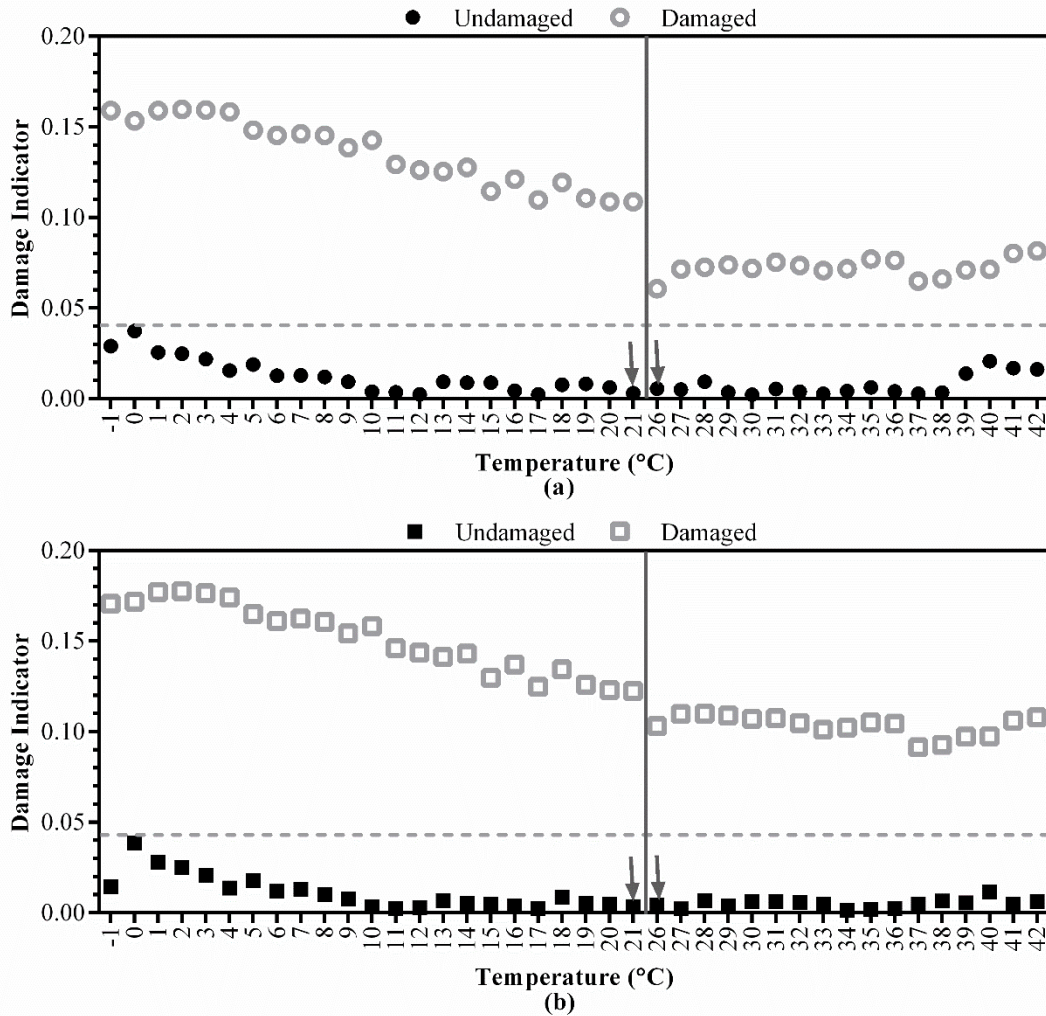 Undamaged Damaged
0.20
0.15
0.10
0.05
0.00
Damage Indicator
-1 0 1 2 3 4 5 6 7 8 9 10 11 12 13 14 15 16 17 18 19 20 21 26 27 28 29 30 31 32 33 34 35 36 37 38 39 40 41 42
Temperature (°C)
(a)
Undamaged Damaged
0.20
0.15
0.10
0.05
0.00
Damage Indicator
-1 0 1 2 3 4 5 6 7 8 9 10 11 12 13 14 15 16 17 18 19 20 21 26 27 28 29 30 31 32 33 34 35 36 37 38 39 40 41 42
Temperature (°C)
(b)